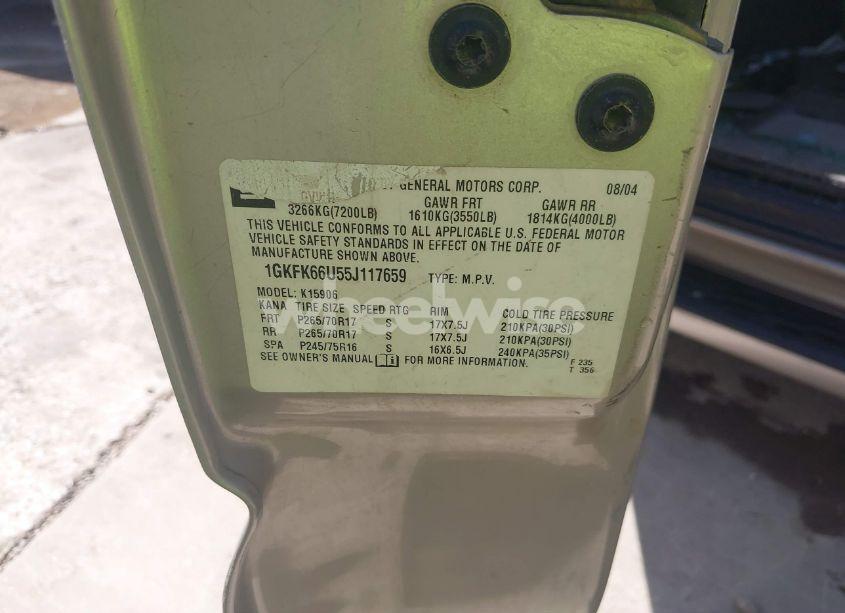 GENERAL MOTORS CORP. 08/04
GAWR FRT GAWR RR
3266KG(7200LB) 1610KG(3550LB) 1814KG(4000LB)
THIS VEHICLE CONFORMS TO ALL APPLICABLE U.S. FEDERAL MOTOR
VEHICLE SAFETY STANDARDS IN EFFECT ON THE DATE OF
MANUFACTURE SHOWN ABOVE.
1GKFK66U55J117659 TYPE: M.P.V.
MODEL: K15906
KANA TIRE SIZE SPEED RTG RIM COLD TIRE PRESSURE
FRT P265/70R17 S 17X7.5J 210KPA(30PSI)
RR P265/70R17 S 17X7.5J 210KPA(30PSI)
SPA P245/75R16 S 16X6.5J 240KPA(35PSI)
SEE OWNER'S MANUAL FOR MORE INFORMATION.
F 235
T 356
wheelwise